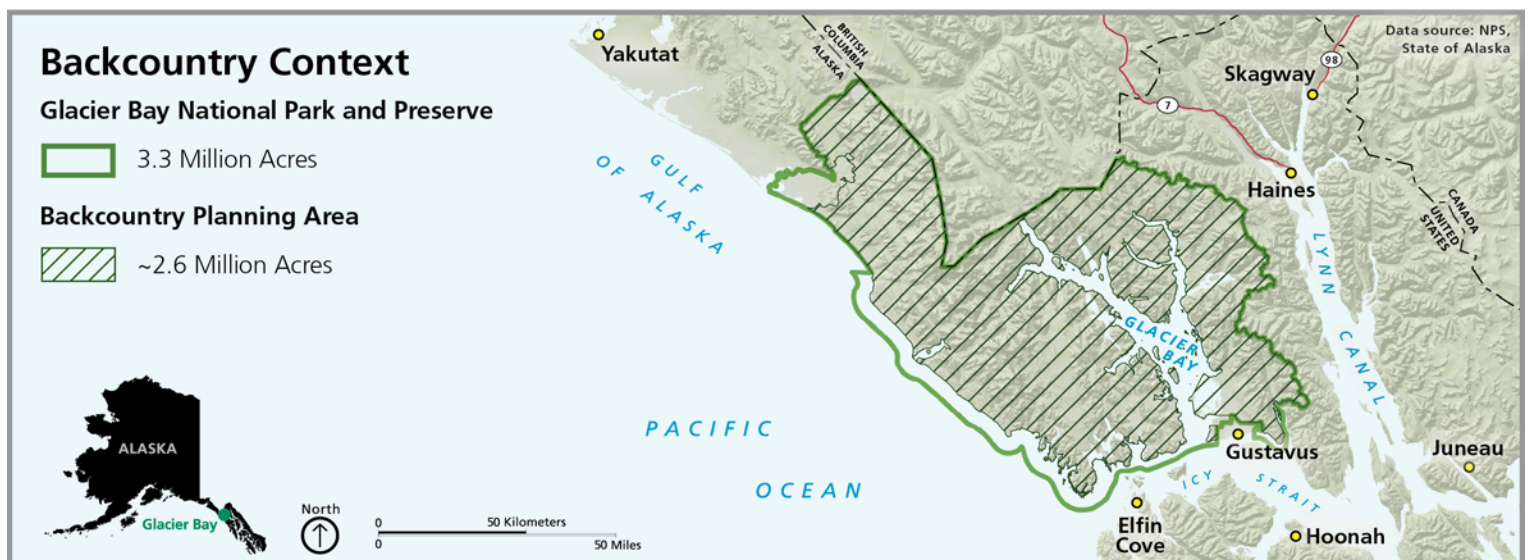 Backcountry Context
Glacier Bay National Park and Preserve
3.3 Million Acres
Backcountry Planning Area
~2.6 Million Acres
ALASKA
Glacier Bay
North
0 50 Kilometers
0 50 Miles
Yakutat
BRITISH
COLUMBIA
ALASKA
GULF
OF ALASKA
PACIFIC
OCEAN
Data source: NPS,
State of Alaska
98
Skagway
7
Haines
CANADA
UNITED
STATES
LYNN
CANAL
GLACIER
BAY
Gustavus
Juneau
ICY STRAIT
Elfin
Cove
Hoonah